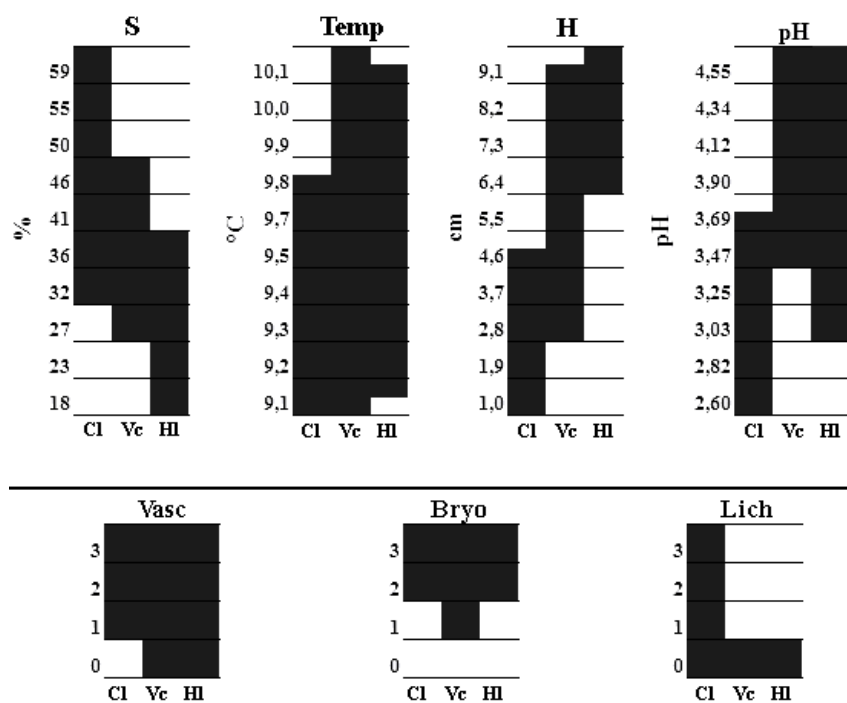 S Temp H pH
59 10,1 9,1 4,55
55 10,0 8,2 4,34
50 9,9 7,3 4,12
46 9,8 6,4 3,90
41 9,7 5,5 3,69
36 9,5 4,6 3,47
32 9,4 3,7 3,25
27 9,3 2,8 3,03
23 9,2 1,9 2,82
18 9,1 1,0 2,60
% °C cm pH
Cl Vc Hl Cl Vc Hl Cl Vc Hl Cl Vc Hl
Vasc Bryo Lich
3 3 3
2 2 2
1 1 1
0 0 0
Cl Vc Hl Cl Vc Hl Cl Vc Hl